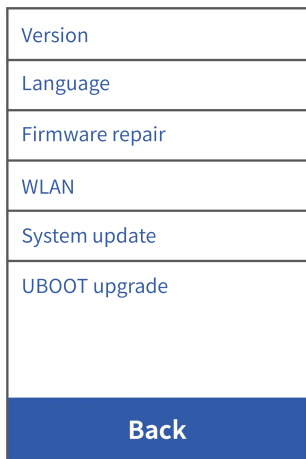 Version
Language
Firmware repair
WLAN
System update
UBOOT upgrade
Back